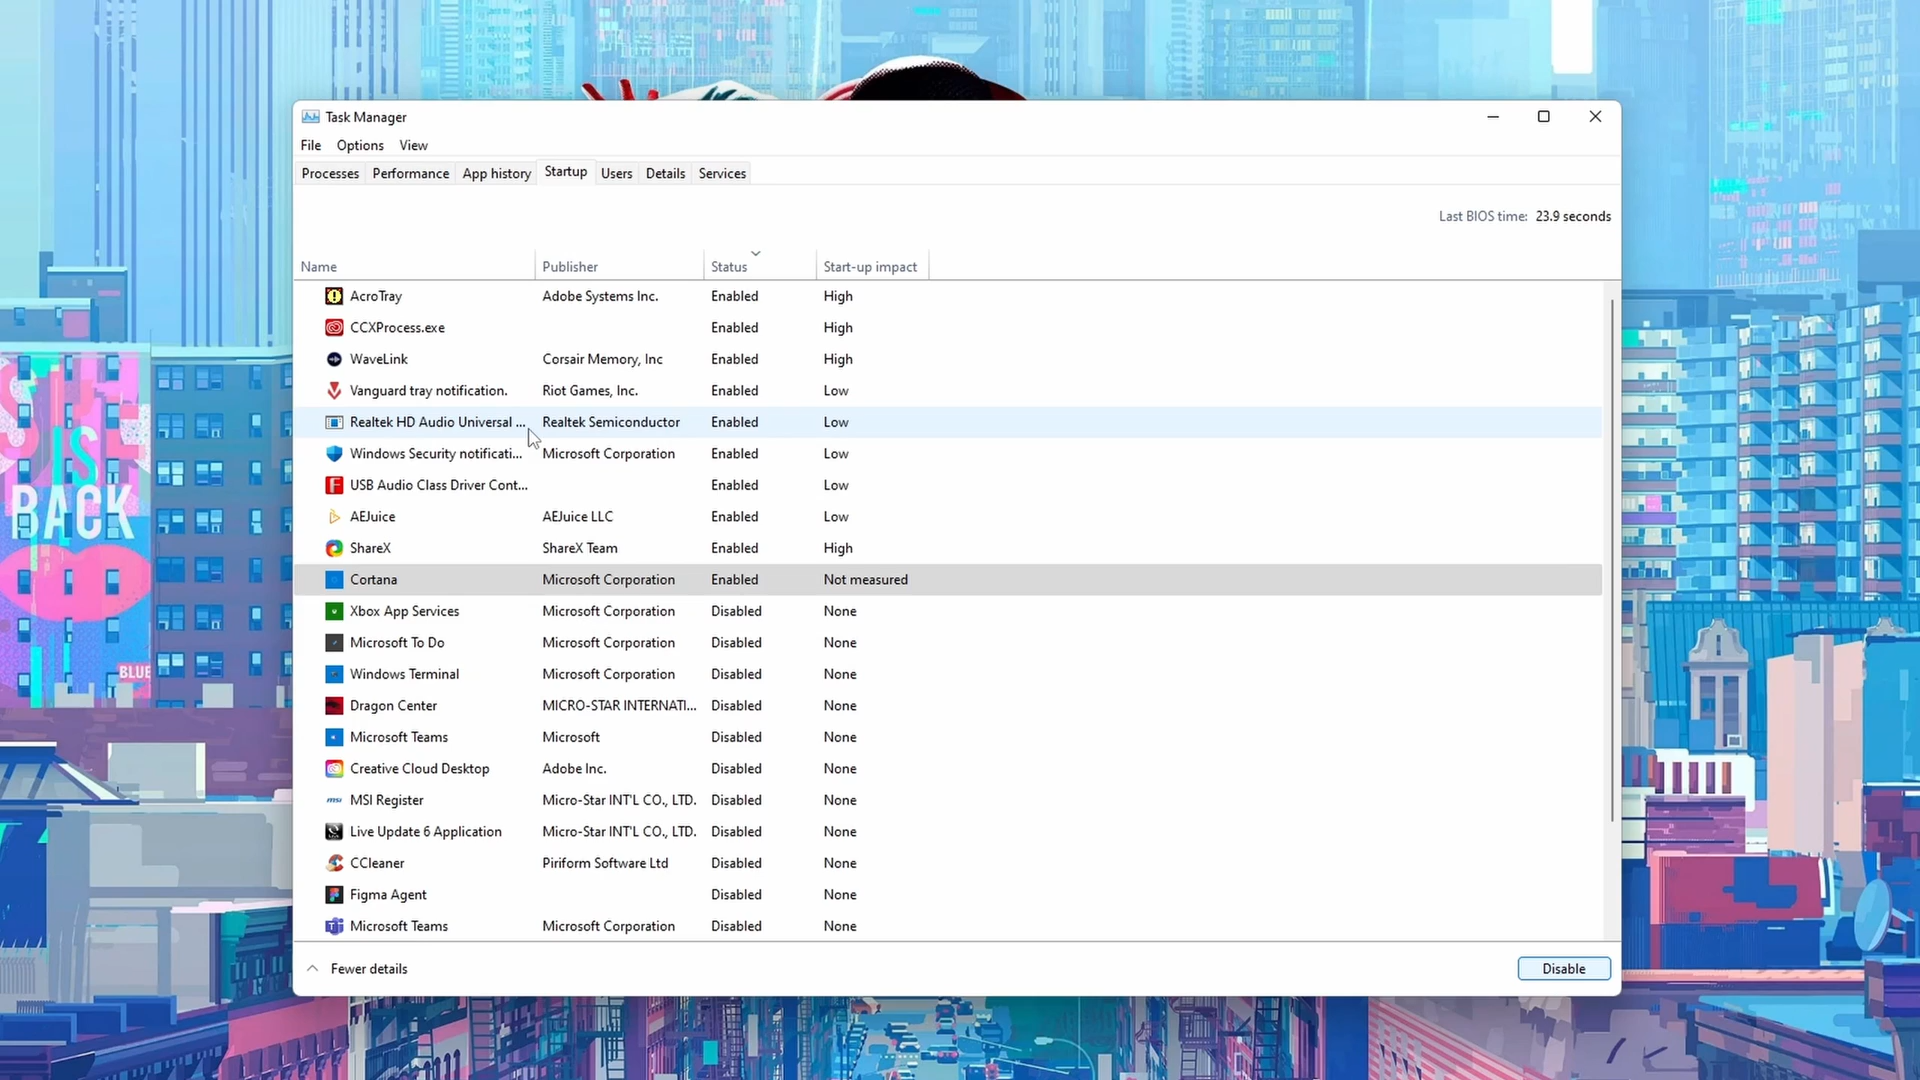 Task Manager
File Options View
Processes Performance App history Startup Users Details Services
Last BIOS time: 23.9 seconds
Name Publisher Status Start-up impact
AcroTray Adobe Systems Inc. Enabled High
CCXProcess.exe Enabled High
WaveLink Corsair Memory, Inc Enabled High
Vanguard tray notification. Riot Games, Inc. Enabled Low
Realtek HD Audio Universal ... Realtek Semiconductor Enabled Low
Windows Security notificati... Microsoft Corporation Enabled Low
USB Audio Class Driver Cont... Enabled Low
AEJuice AEJuice LLC Enabled Low
ShareX ShareX Team Enabled High
Cortana Microsoft Corporation Enabled Not measured
Xbox App Services Microsoft Corporation Disabled None
Microsoft To Do Microsoft Corporation Disabled None
Windows Terminal Microsoft Corporation Disabled None
Dragon Center MICRO-STAR INTERNATI... Disabled None
Microsoft Teams Microsoft Disabled None
Creative Cloud Desktop Adobe Inc. Disabled None
msi MSI Register Micro-Star INT'L CO., LTD. Disabled None
Live Update 6 Application Micro-Star INT'L CO., LTD. Disabled None
CCleaner Piriform Software Ltd Disabled None
Figma Agent Disabled None
Microsoft Teams Microsoft Corporation Disabled None
Fewer details Disable
IS
BACK
BLUE